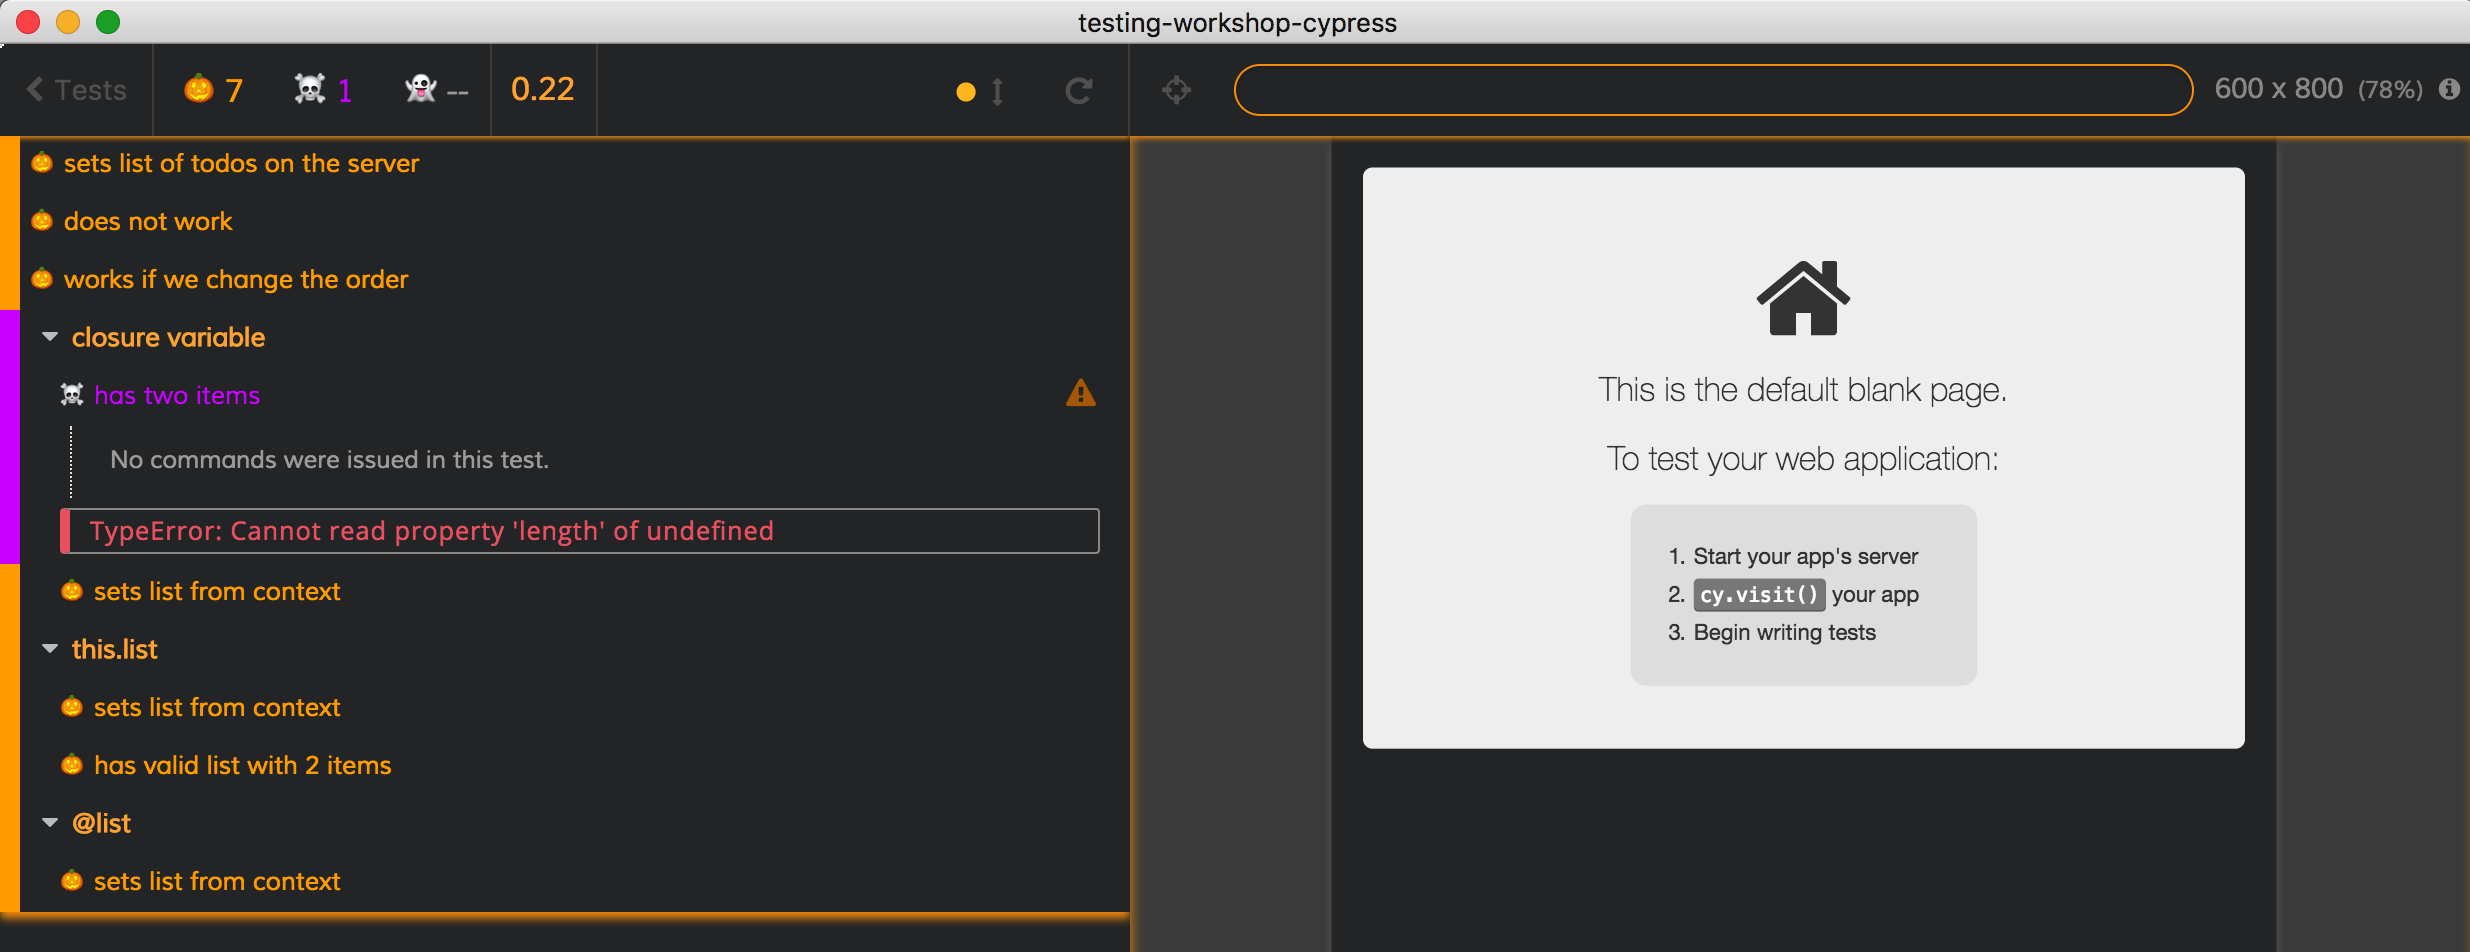 testing-workshop-cypress
Tests 7 1 -- 0.22 600 x 800 (78%)
sets list of todos on the server
does not work
works if we change the order
closure variable
has two items
No commands were issued in this test.
TypeError: Cannot read property 'length' of undefined
sets list from context
this.list
sets list from context
has valid list with 2 items
@list
sets list from context
This is the default blank page.
To test your web application:
1. Start your app's server
2. cy.visit() your app
3. Begin writing tests